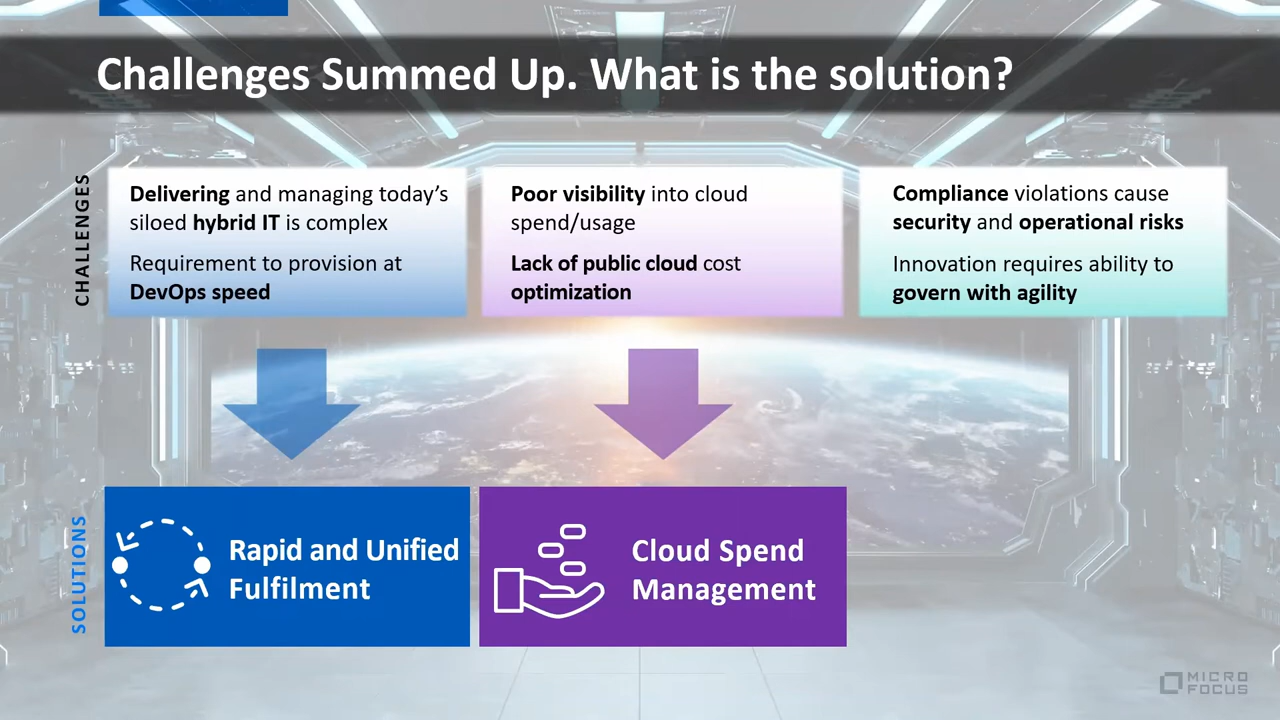 Challenges Summed Up. What is the solution?
CHALLENGES
Delivering and managing today's
siloed hybrid IT is complex
Requirement to provision at
DevOps speed
Poor visibility into cloud
spend/usage
Lack of public cloud cost
optimization
Compliance violations cause
security and operational risks
Innovation requires ability to
govern with agility
SOLUTIONS
Rapid and Unified
Fulfilment
Cloud Spend
Management
MICRO
FOCUS